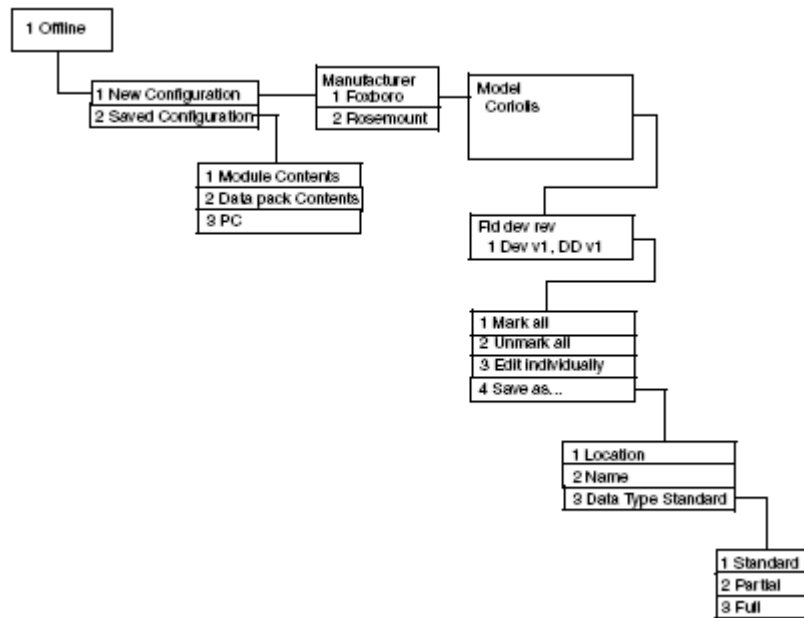 1 Offline
1 New Configuration
2 Saved Configuration
Manufacturer
1 Foxboro
2 Rosemount
Model
Coriolis
1 Module Contents
2 Data pack Contents
3 PC
Fld dev rev
1 Dev v1, DD v1
1 Mark all
2 Unmark all
3 Edit individually
4 Save as...
1 Location
2 Name
3 Data Type Standard
1 Standard
2 Partial
3 Full